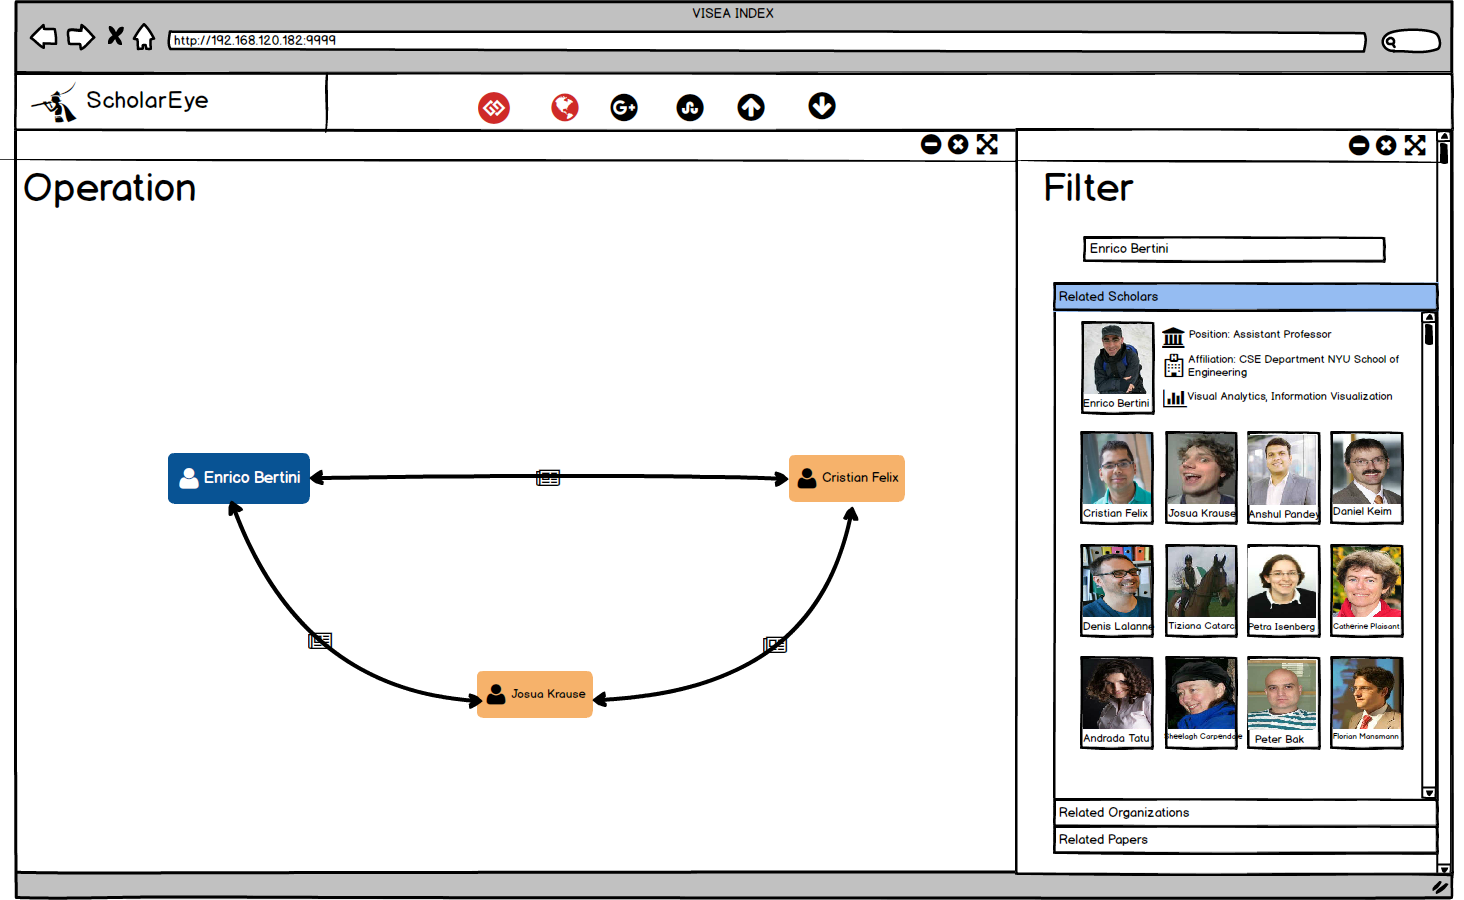 VISEA INDEX
http://192.168.120.182:9999
ScholarEye
Operation
Enrico Bertini
Cristian Felix
Josua Krause
Filter
Enrico Bertini
Related Scholars
Position: Assistant Professor
Affiliation: CSE Department NYU School of
Engineering
Visual Analytics, Information Visualization
Enrico Bertini
Cristian Felix
Josua Krause
Anshul Pandey
Daniel Keim
Denis Lalanne
Tiziana Catarc
Petra Isenberg
Catherine Plaisant
Andrada Tatu
Sheelagh Carpendale
Peter Bak
Florian Mansmann
Related Organizations
Related Papers